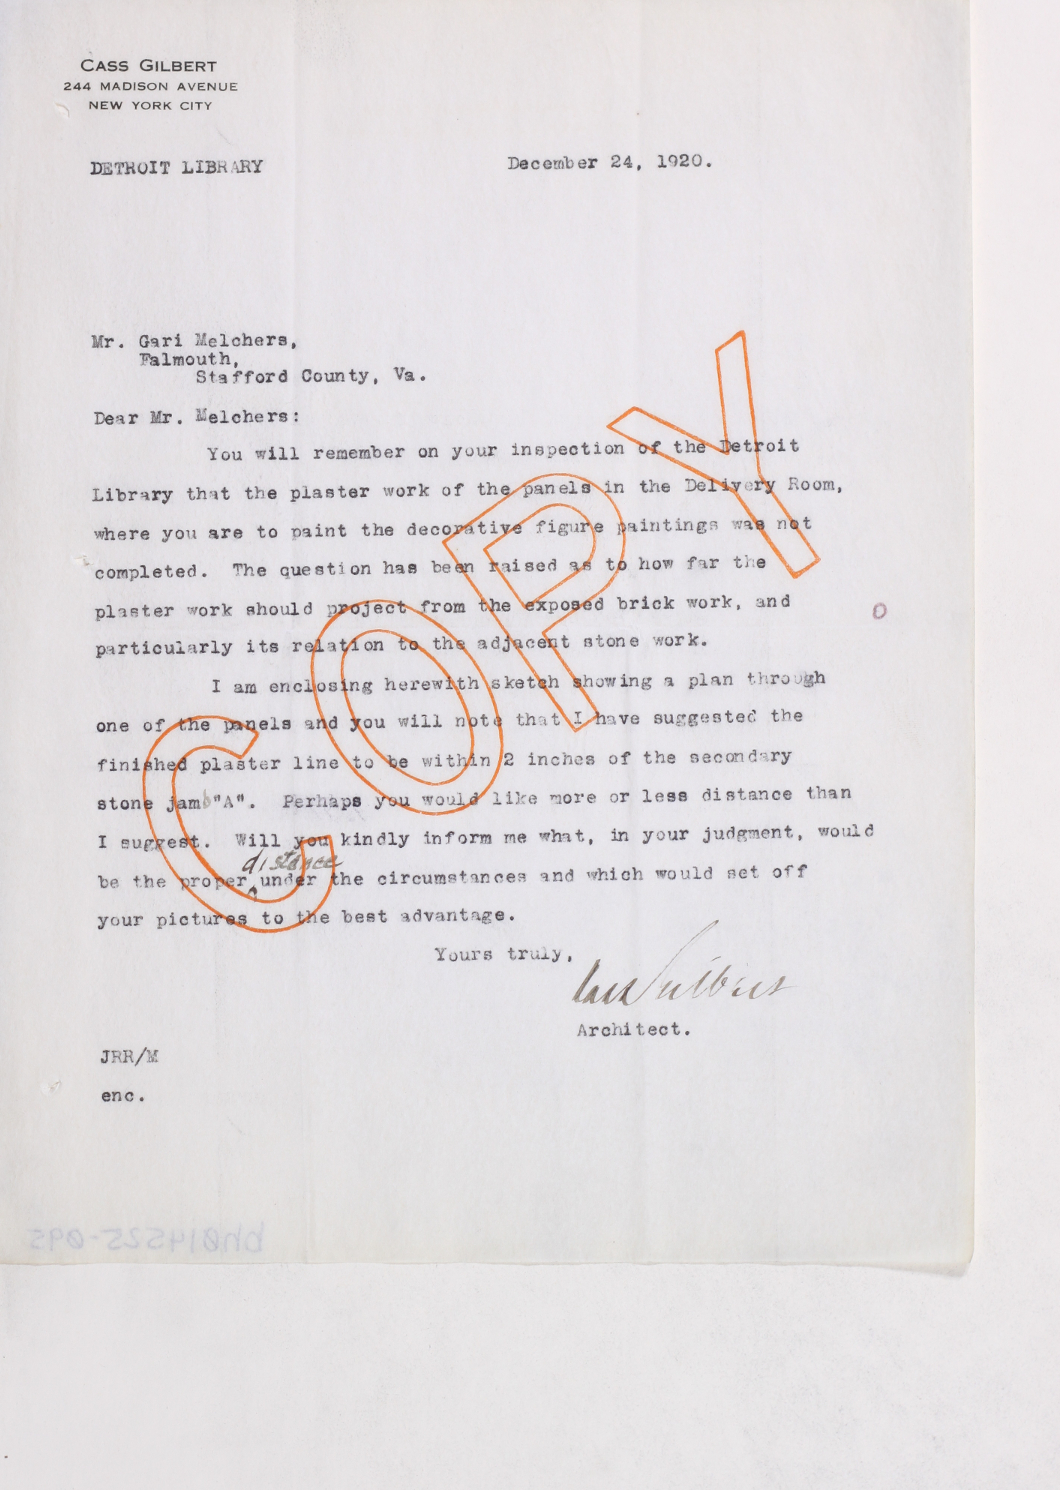 CASS GILBERT
244 MADISON AVENUE
NEW YORK CITY
DETROIT LIBRARY
December 24, 1920.
Mr. Gari Melchers,
Falmouth,
Stafford County, Va.
Dear Mr. Melchers:
You will remember on your inspection of the Detroit
Library that the plaster work of the panels in the Delivery Room,
where you are to paint the decorative figure paintings was not
completed. The question has been raised as to how far the
plaster work should project from the exposed brick work, and
particularly its relation to the adjacent stone work.
I am enclosing herewith sketch showing a plan through
one of the panels and you will note that I have suggested the
finished plaster line to be within 2 inches of the secondary
stone jamb "A". Perhaps you would like more or less distance than
I suggest. Will you kindly inform me what, in your judgment, would
distance
be the proper under the circumstances and which would set off
your pictures to the best advantage.
Yours truly,
Cass Gilbert
Architect.
JRR/M
enc.
COPY
O
bh014525-095